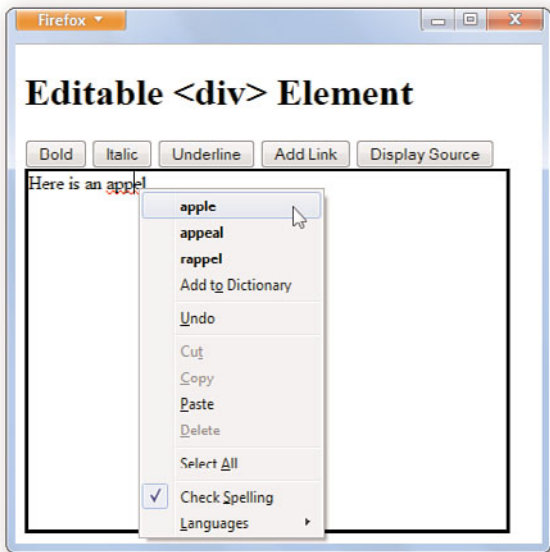 Firefox
Editable <div> Element
Bold Italic Underline Add Link Display Source
Here is an appel
apple
appeal
rappel
Add to Dictionary
Undo
Cut
Copy
Paste
Delete
Select All
Check Spelling
Languages